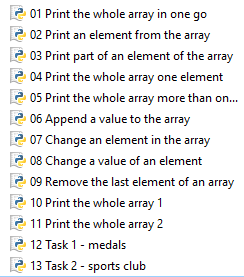 01 Print the whole array in one go
02 Print an element from the array
03 Print part of an element of the array
04 Print the whole array one element
05 Print the whole array more than on...
06 Append a value to the array
07 Change an element in the array
08 Change a value of an element
09 Remove the last element of an array
10 Print the whole array 1
11 Print the whole array 2
12 Task 1 - medals
13 Task 2 - sports club